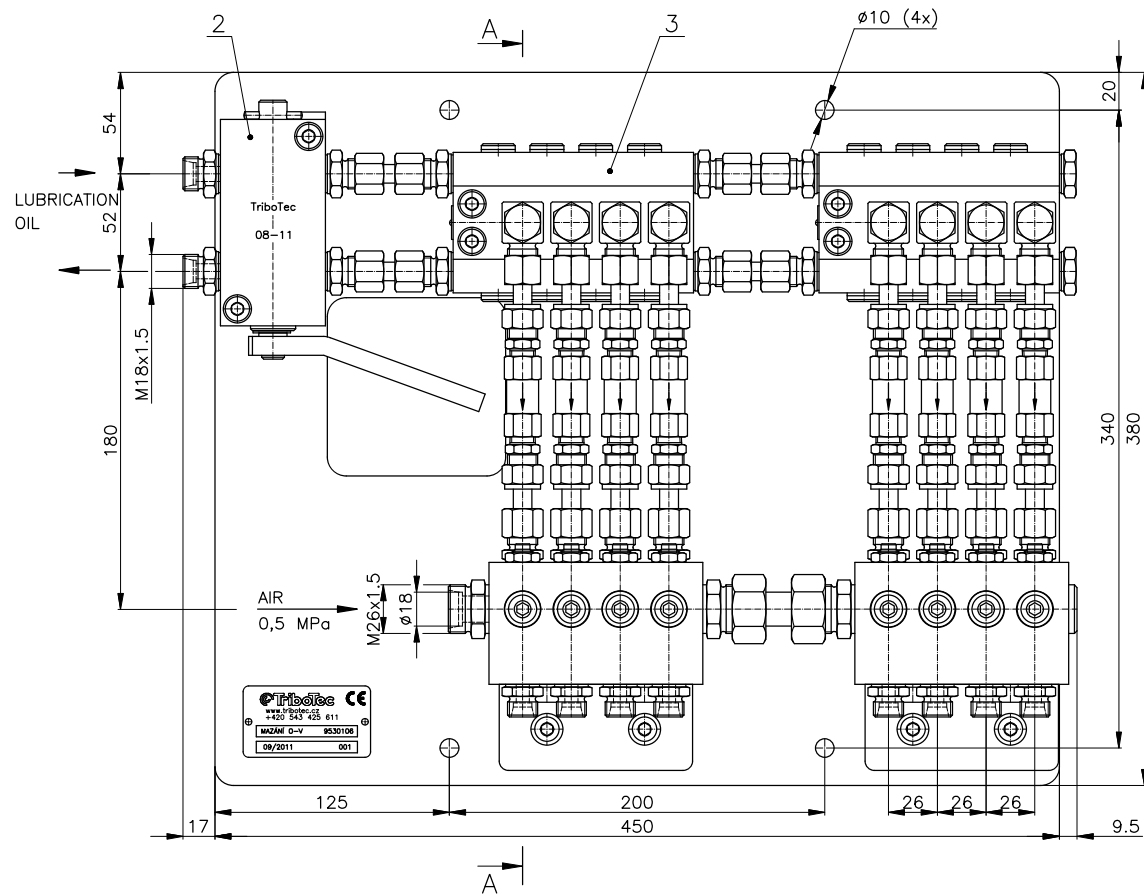 2
A
3
ø10 (4x)
20
54
LUBRICATION
OIL
52
TriboTec
08-11
M18x1.5
180
340
380
AIR
0,5 MPa
M26x1.5
ø18
TriboTec CE
www.tribotec.cz
+420 543 425 611
MAZÁNÍ O-V 9530106
09/2011 001
125
200
26
26
26
17
450
9.5
A